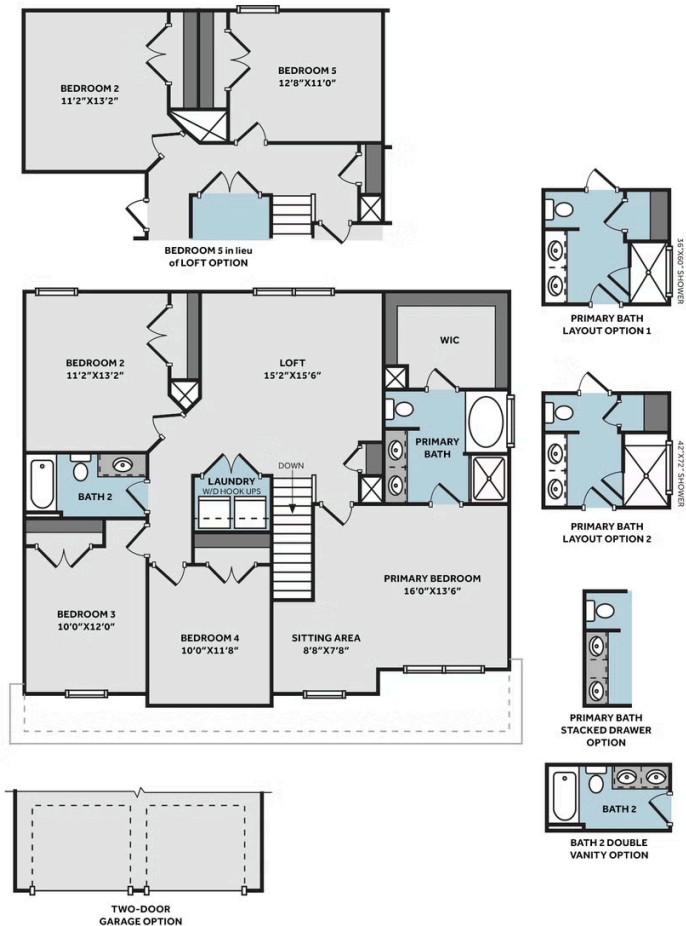 BEDROOM 2
11'2"X13'2"
BEDROOM 5
12'8"X11'0"
BEDROOM 5 in lieu
of LOFT OPTION
36"X60" SHOWER
PRIMARY BATH
LAYOUT OPTION 1
BEDROOM 2
11'2"X13'2"
LOFT
15'2"X15'6"
WIC
PRIMARY
BATH
BATH 2
LAUNDRY
W/D HOOK UPS
DOWN
42"X72" SHOWER
PRIMARY BATH
LAYOUT OPTION 2
BEDROOM 3
10'0"X12'0"
BEDROOM 4
10'0"X11'8"
SITTING AREA
8'8"X7'8"
PRIMARY BEDROOM
16'0"X13'6"
PRIMARY BATH
STACKED DRAWER
OPTION
BATH 2
BATH 2 DOUBLE
VANITY OPTION
TWO-DOOR
GARAGE OPTION